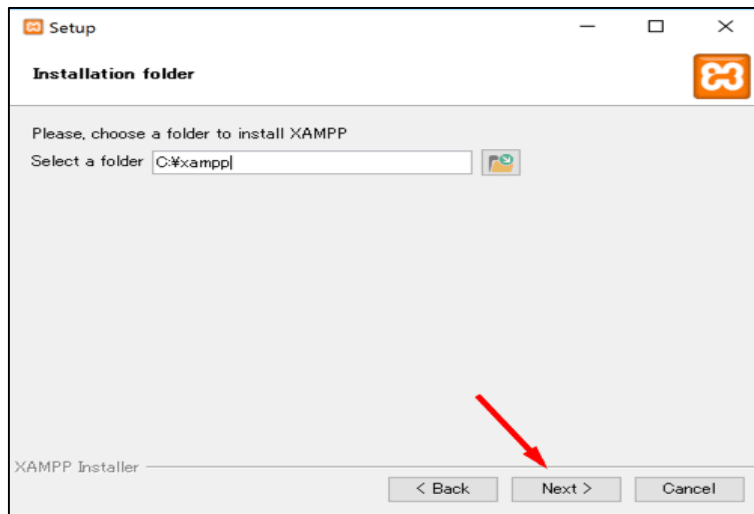 Setup
Installation folder
Please, choose a folder to install XAMPP
Select a folder C:¥xampp
XAMPP Installer
< Back Next > Cancel